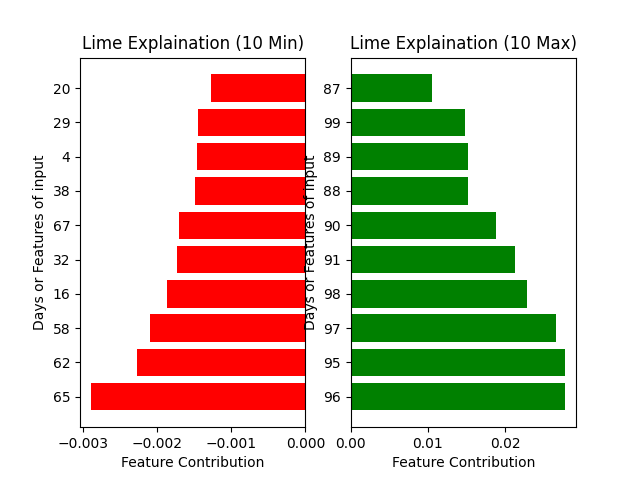 Lime Explaination (10 Min)
Days or Features of input
20
29
4
38
67
32
16
58
62
65
−0.003 −0.002 −0.001 0.000
Feature Contribution
Lime Explaination (10 Max)
Days or Features of input
87
99
89
88
90
91
98
97
95
96
0.00 0.01 0.02
Feature Contribution